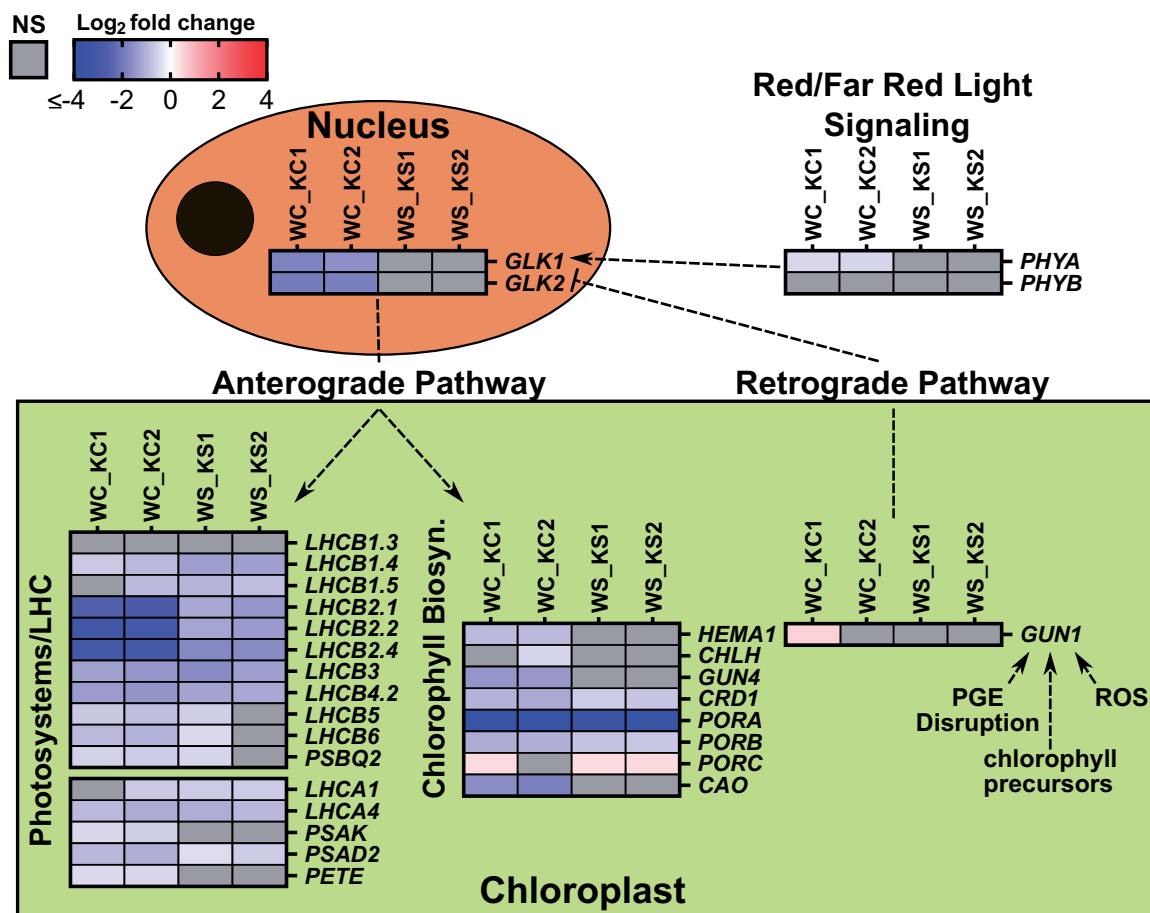 NS
Log2 fold change
≤-4 -2 0 2 4
Nucleus
WC_KC1 WC_KC2 WS_KS1 WS_KS2
GLK1
GLK2
Red/Far Red Light
Signaling
WC_KC1 WC_KC2 WS_KS1 WS_KS2
PHYA
PHYB
Anterograde Pathway
Retrograde Pathway
Photosystems/LHC
WC_KC1 WC_KC2 WS_KS1 WS_KS2
LHCB1.3
LHCB1.4
LHCB1.5
LHCB2.1
LHCB2.2
LHCB2.4
LHCB3
LHCB4.2
LHCB5
LHCB6
PSBQ2
LHCA1
LHCA4
PSAK
PSAD2
PETE
Chlorophyll Biosyn.
WC_KC1 WC_KC2 WS_KS1 WS_KS2
HEMA1
CHLH
GUN4
CRD1
PORA
PORB
PORC
CAO
WC_KC1 WC_KC2 WS_KS1 WS_KS2
GUN1
PGE
Disruption
ROS
chlorophyll
precursors
Chloroplast